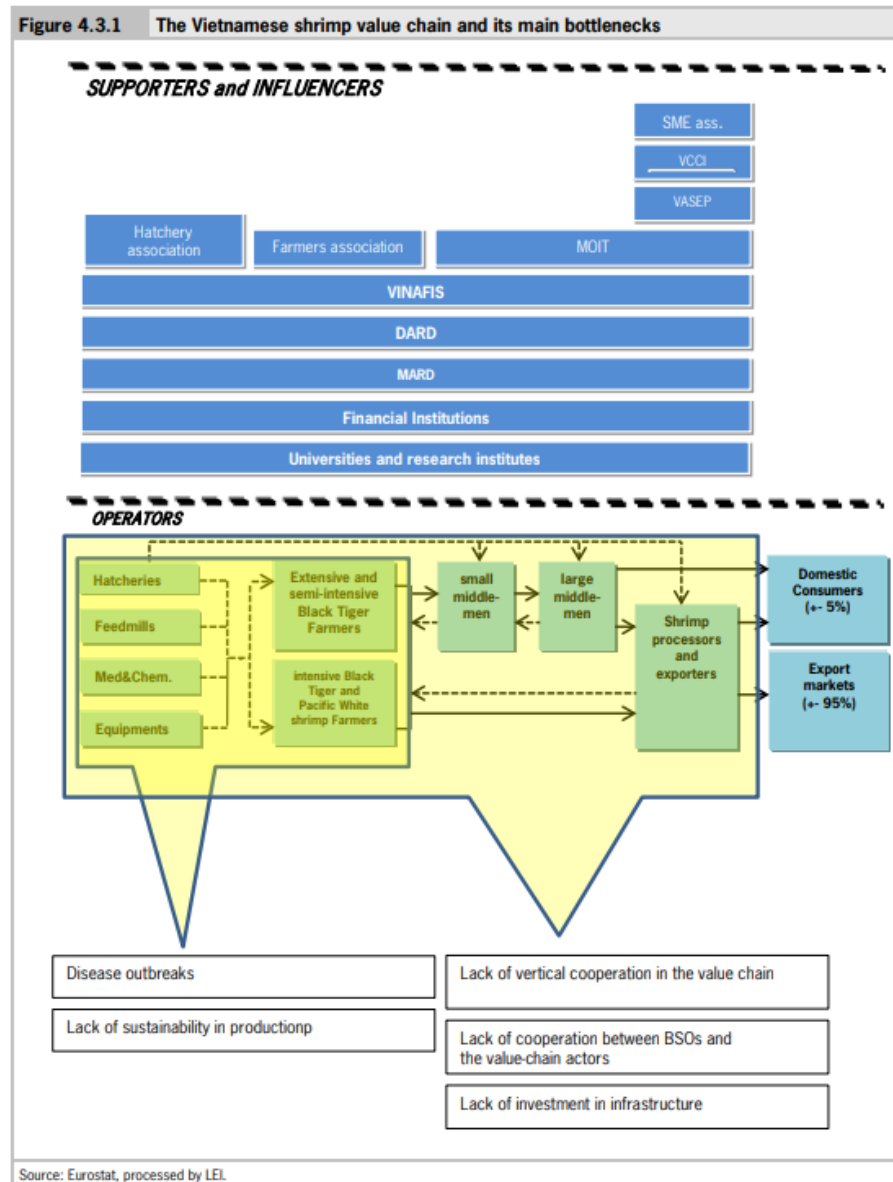 Figure 4.3.1 The Vietnamese shrimp value chain and its main bottlenecks
SUPPORTERS and INFLUENCERS
SME ass.
VCCI
VASEP
Hatchery
association
Farmers association
MOIT
VINAFIS
DARD
MARD
Financial Institutions
Universities and research institutes
OPERATORS
Hatcheries
Feedmills
Med&Chem.
Equipments
Extensive and
semi-intensive
Black Tiger
Farmers
intensive Black
Tiger and
Pacific White
shrimp Farmers
small
middle-
men
large
middle-
men
Shrimp
processors
and
exporters
Domestic
Consumers
(+- 5%)
Export
markets
(+- 95%)
Disease outbreaks
Lack of sustainability in productionp
Lack of vertical cooperation in the value chain
Lack of cooperation between BSOs and
the value-chain actors
Lack of investment in infrastructure
Source: Eurostat, processed by LEI.